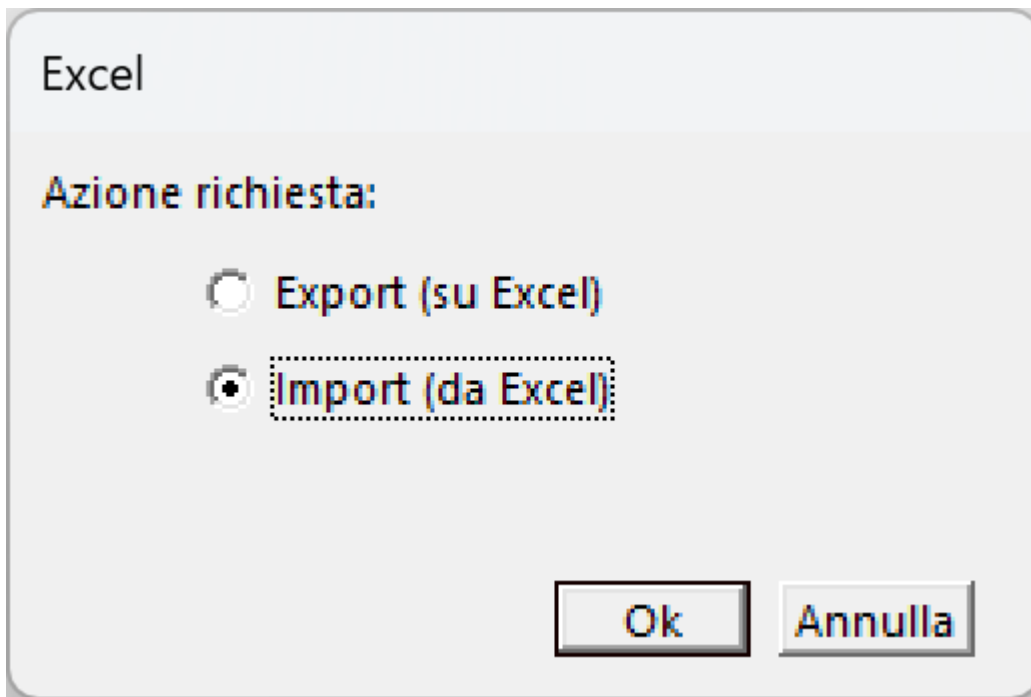 Excel
Azione richiesta:
Export (su Excel)
Import (da Excel)
Ok Annulla